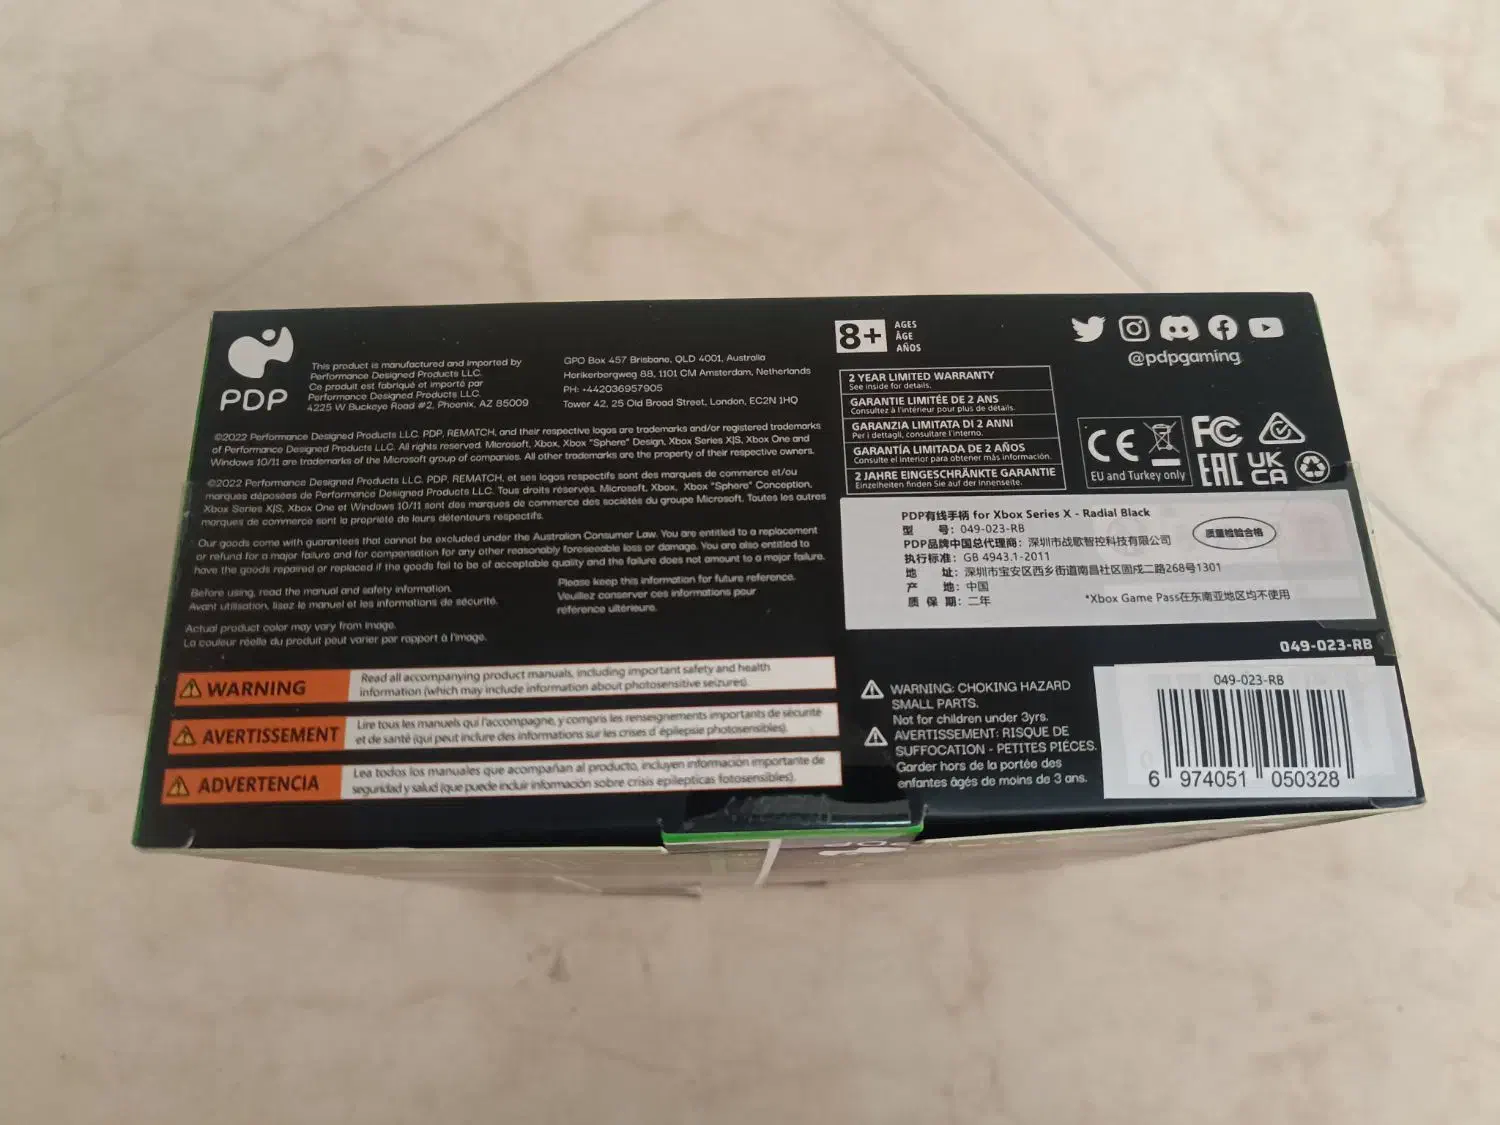 PDP
This product is manufactured and imported by
Performance Designed Products LLC.
Ce produit est fabriqué et importé par
Performance Designed Products LLC.
4225 W Buckeye Road #2, Phoenix, AZ 85009
GPO Box 457 Brisbane, QLD 4001, Australia
Herikerbergweg 88, 1101 CM Amsterdam, Netherlands
PH: +442036957905
Tower 42, 25 Old Broad Street, London, EC2N 1HQ
©2022 Performance Designed Products LLC. PDP, REMATCH, and their respective logos are trademarks and/or registered trademarks
of Performance Designed Products LLC. All rights reserved. Microsoft, Xbox, Xbox "Sphere" Design, Xbox Series X|S, Xbox One and
Windows 10/11 are trademarks of the Microsoft group of companies. All other trademarks are the property of their respective owners.
©2022 Performance Designed Products LLC. PDP, REMATCH, et ses logos respectifs sont des marques de commerce et/ou
marques déposées de Performance Designed Products LLC. Tous droits réservés. Microsoft, Xbox, Xbox "Sphere" Conception,
Xbox Series X|S, Xbox One et Windows 10/11 sont des marques de commerce des sociétés du groupe Microsoft. Toutes les autres
marques de commerce sont la propriété de leurs détenteurs respectifs.
Our goods come with guarantees that cannot be excluded under the Australian Consumer Law. You are entitled to a replacement
or refund for a major failure and for compensation for any other reasonably foreseeable loss or damage. You are also entitled to
have the goods repaired or replaced if the goods fail to be of acceptable quality and the failure does not amount to a major failure.
Before using, read the manual and safety information.
Avant utilisation, lisez le manuel et les informations de sécurité.
Please keep this information for future reference.
Veuillez conserver ces informations pour
référence ultérieure.
Actual product color may vary from image.
La couleur réelle du produit peut varier par rapport à l'image.
WARNING
Read all accompanying product manuals, including important safety and health
information (which may include information about photosensitive seizures).
AVERTISSEMENT
Lire tous les manuels qui l'accompagne, y compris les renseignements importants de sécurité
et de santé (qui peut inclure des informations sur les crises d'épilepsie photosensibles).
ADVERTENCIA
Lea todos los manuales que acompañan al producto, incluyen información importante de
seguridad y salud (que puede incluir información sobre crisis epilepticas fotosensibles).
8+
AGES
ÂGE
AÑOS
@pdpgaming
2 YEAR LIMITED WARRANTY
See inside for details.
GARANTIE LIMITÉE DE 2 ANS
Consultez à l'intérieur pour plus de détails.
GARANZIA LIMITATA DI 2 ANNI
Per i dettagli, consultare l'interno.
GARANTÍA LIMITADA DE 2 AÑOS
Consulte el interior para obtener más información.
2 JAHRE EINGESCHRÄNKTE GARANTIE
Einzelheiten finden Sie auf der Innenseite.
CE
EU and Turkey only
FC
EAC
UK
CA
PDP有线手柄 for Xbox Series X - Radial Black
型 号: 049-023-RB
PDP品牌中国总代理商: 深圳市战歌智控科技有限公司
执行标准: GB 4943.1-2011
地 址: 深圳市宝安区西乡街道南昌社区固戍二路268号1301
产 地: 中国
质 保 期: 二年
质量检验合格
*Xbox Game Pass在东南亚地区均不使用
049-023-RB
WARNING: CHOKING HAZARD
SMALL PARTS.
Not for children under 3yrs.
AVERTISSEMENT: RISQUE DE
SUFFOCATION - PETITES PIÈCES.
Garder hors de la portée des
enfants âgés de moins de 3 ans.
049-023-RB
6 974051 050328